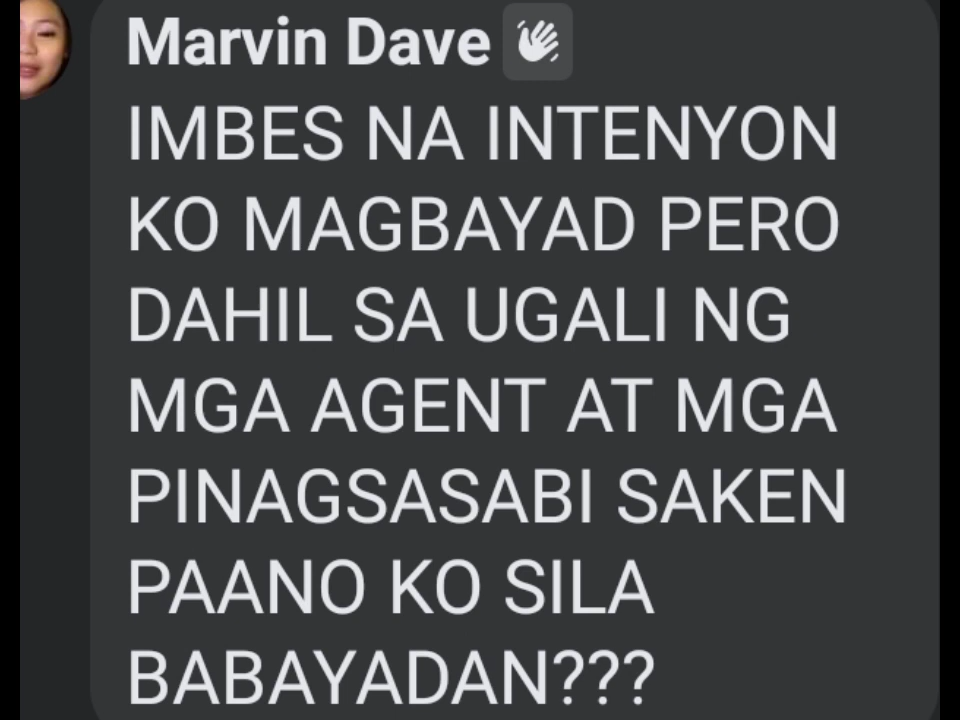 Marvin Dave
IMBES NA INTENYON
KO MAGBAYAD PERO
DAHIL SA UGALI NG
MGA AGENT AT MGA
PINAGSASABI SAKEN
PAANO KO SILA
BABAYADAN???